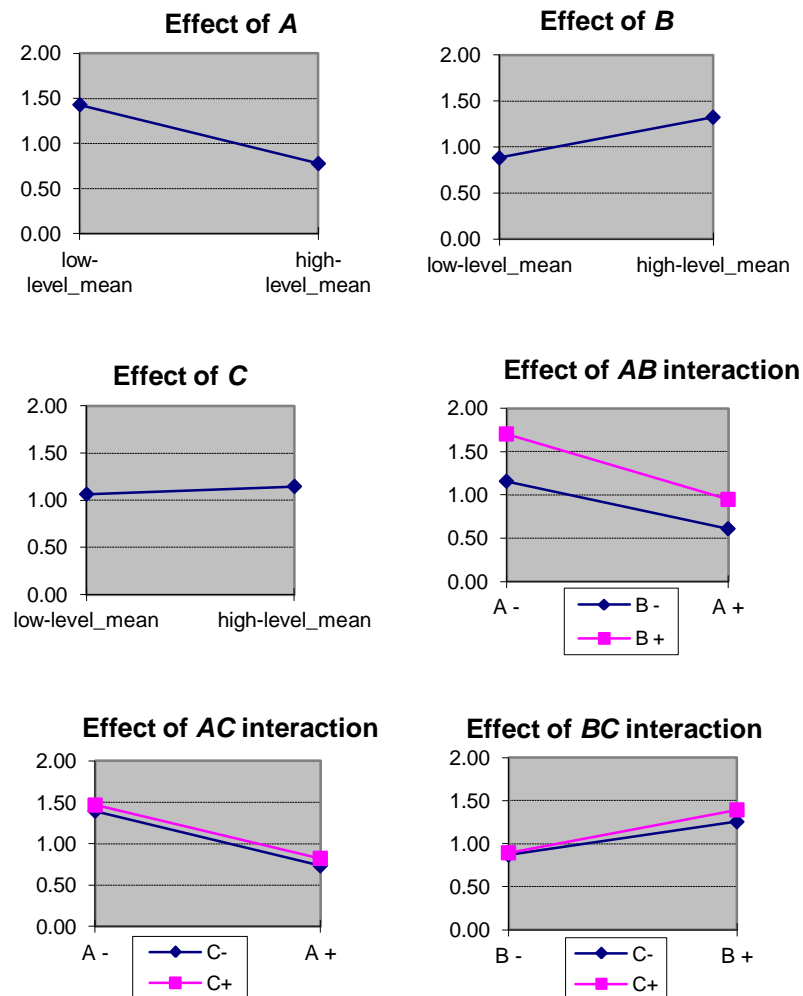 Effect of A
2.00
1.50
1.00
0.50
0.00
low-
level_mean
high-
level_mean
Effect of B
2.00
1.50
1.00
0.50
0.00
low-level_mean
high-level_mean
Effect of C
2.00
1.50
1.00
0.50
0.00
low-level_mean
high-level_mean
Effect of AB interaction
2.00
1.50
1.00
0.50
0.00
A -
A +
B -
B +
Effect of AC interaction
2.00
1.50
1.00
0.50
0.00
A -
A +
C-
C+
Effect of BC interaction
2.00
1.50
1.00
0.50
0.00
B -
B +
C-
C+